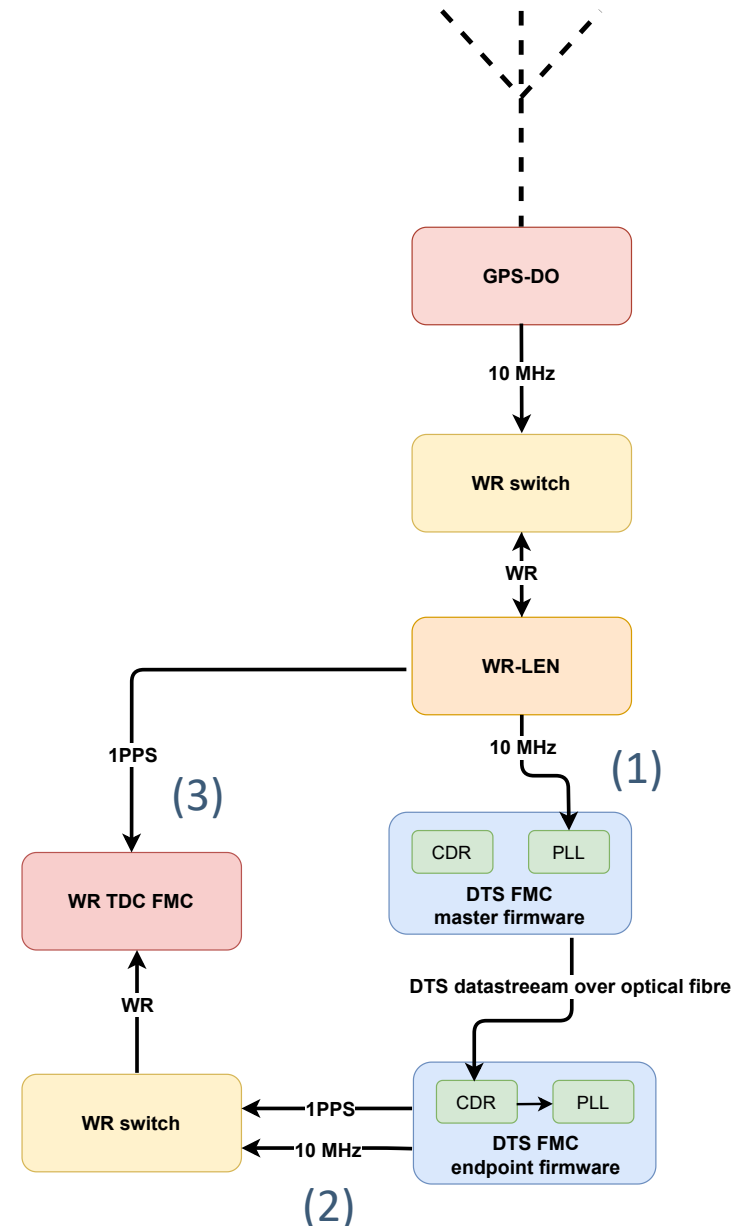 GPS-DO
10 MHz
WR switch
WR
WR-LEN
10 MHz
(1)
1PPS
(3)
CDR
PLL
DTS FMC
master firmware
WR TDC FMC
DTS datastreeam over optical fibre
WR
CDR
PLL
DTS FMC
endpoint firmware
1PPS
WR switch
10 MHz
(2)